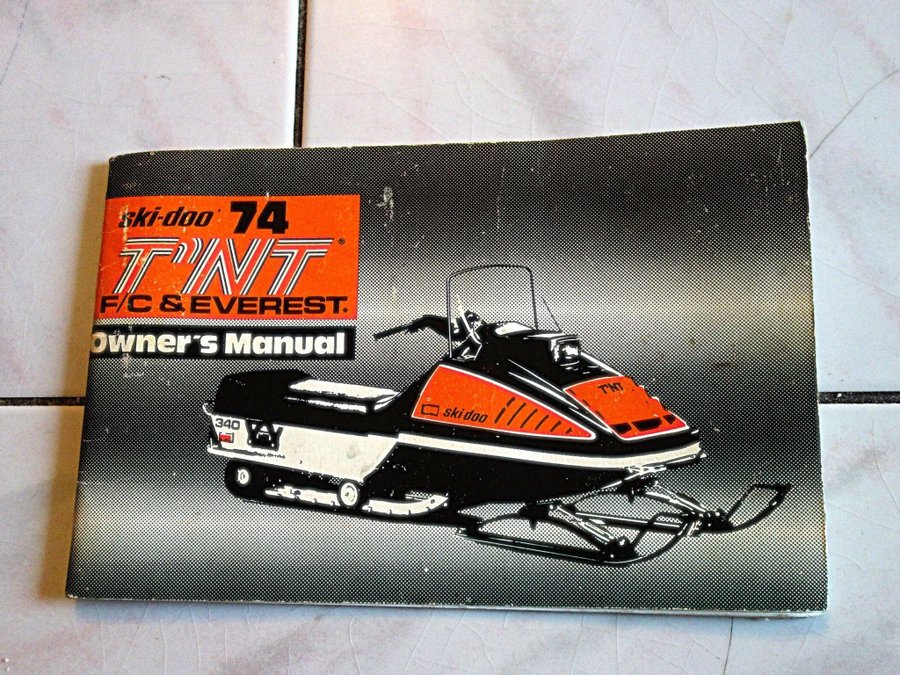 ski-doo 74
T'NT®
F/C & EVEREST®
Owner's Manual
T'NT
ski-doo
340